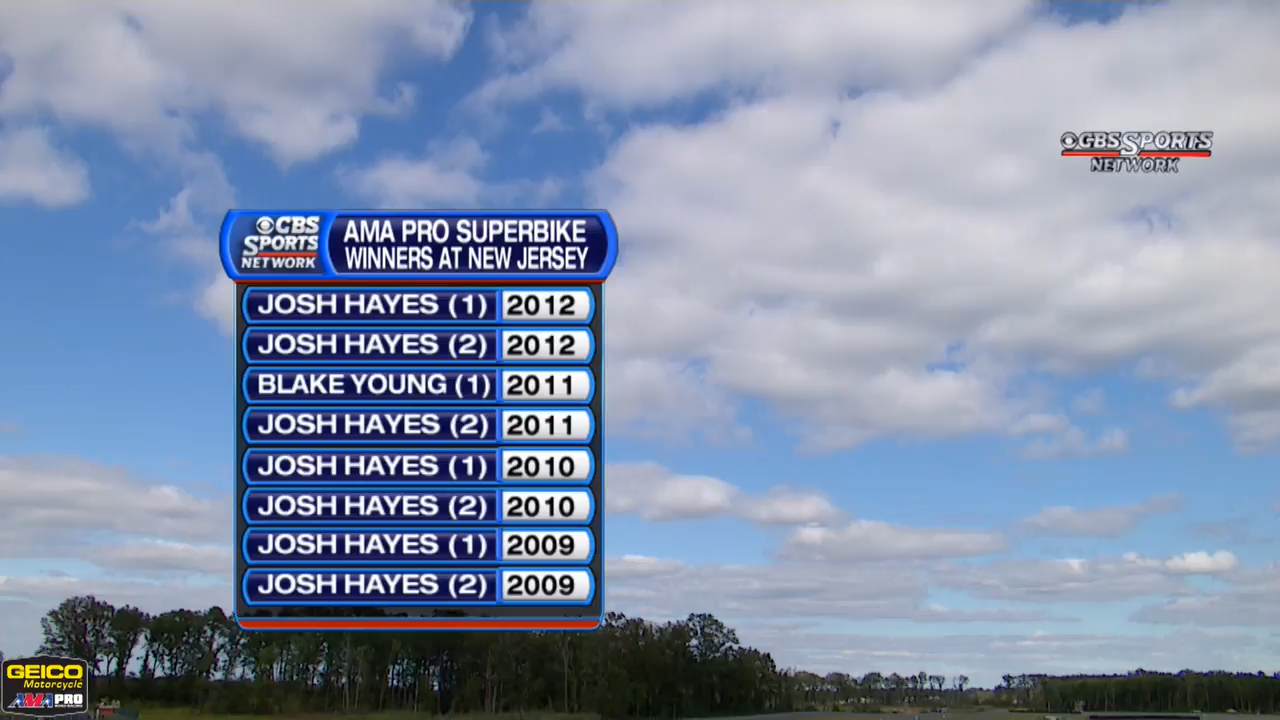 CBS SPORTS
NETWORK
CBS
SPORTS
NETWORK
AMA PRO SUPERBIKE
WINNERS AT NEW JERSEY
JOSH HAYES (1) 2012
JOSH HAYES (2) 2012
BLAKE YOUNG (1) 2011
JOSH HAYES (2) 2011
JOSH HAYES (1) 2010
JOSH HAYES (2) 2010
JOSH HAYES (1) 2009
JOSH HAYES (2) 2009
GEICO
Motorcycle
AMA PRO